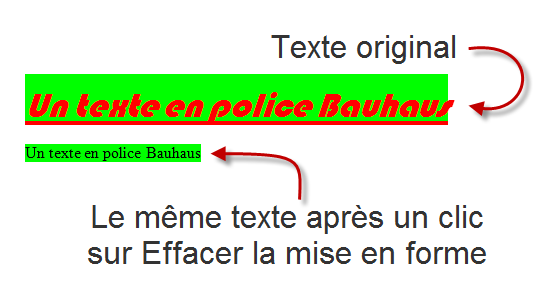 Texte original
Un texte en police Bauhaus
Un texte en police Bauhaus
Le même texte après un clic
sur Effacer la mise en forme